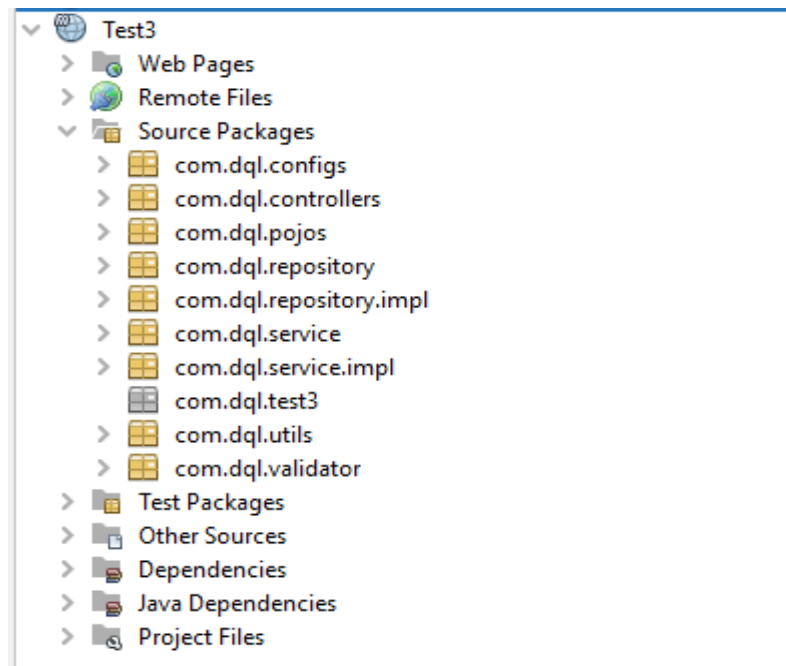 Test3
Web Pages
Remote Files
Source Packages
com.dql.configs
com.dql.controllers
com.dql.pojos
com.dql.repository
com.dql.repository.impl
com.dql.service
com.dql.service.impl
com.dql.test3
com.dql.utils
com.dql.validator
Test Packages
Other Sources
Dependencies
Java Dependencies
Project Files